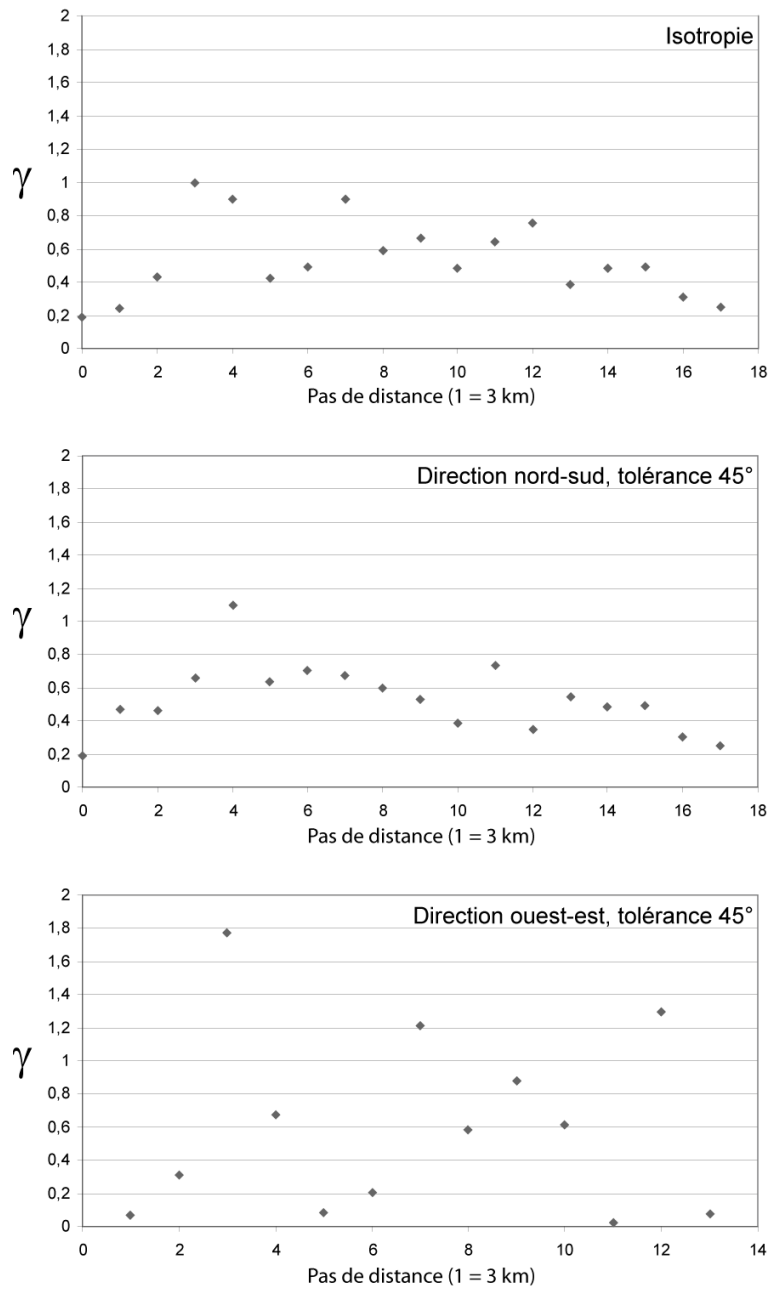 Isotropie
2
1,8
1,6
1,4
1,2
1
0,8
0,6
0,4
0,2
0
γ
0 2 4 6 8 10 12 14 16 18
Pas de distance (1 = 3 km)
Direction nord-sud, tolérance 45°
2
1,8
1,6
1,4
1,2
1
0,8
0,6
0,4
0,2
0
γ
0 2 4 6 8 10 12 14 16 18
Pas de distance (1 = 3 km)
Direction ouest-est, tolérance 45°
2
1,8
1,6
1,4
1,2
1
0,8
0,6
0,4
0,2
0
γ
0 2 4 6 8 10 12 14
Pas de distance (1 = 3 km)